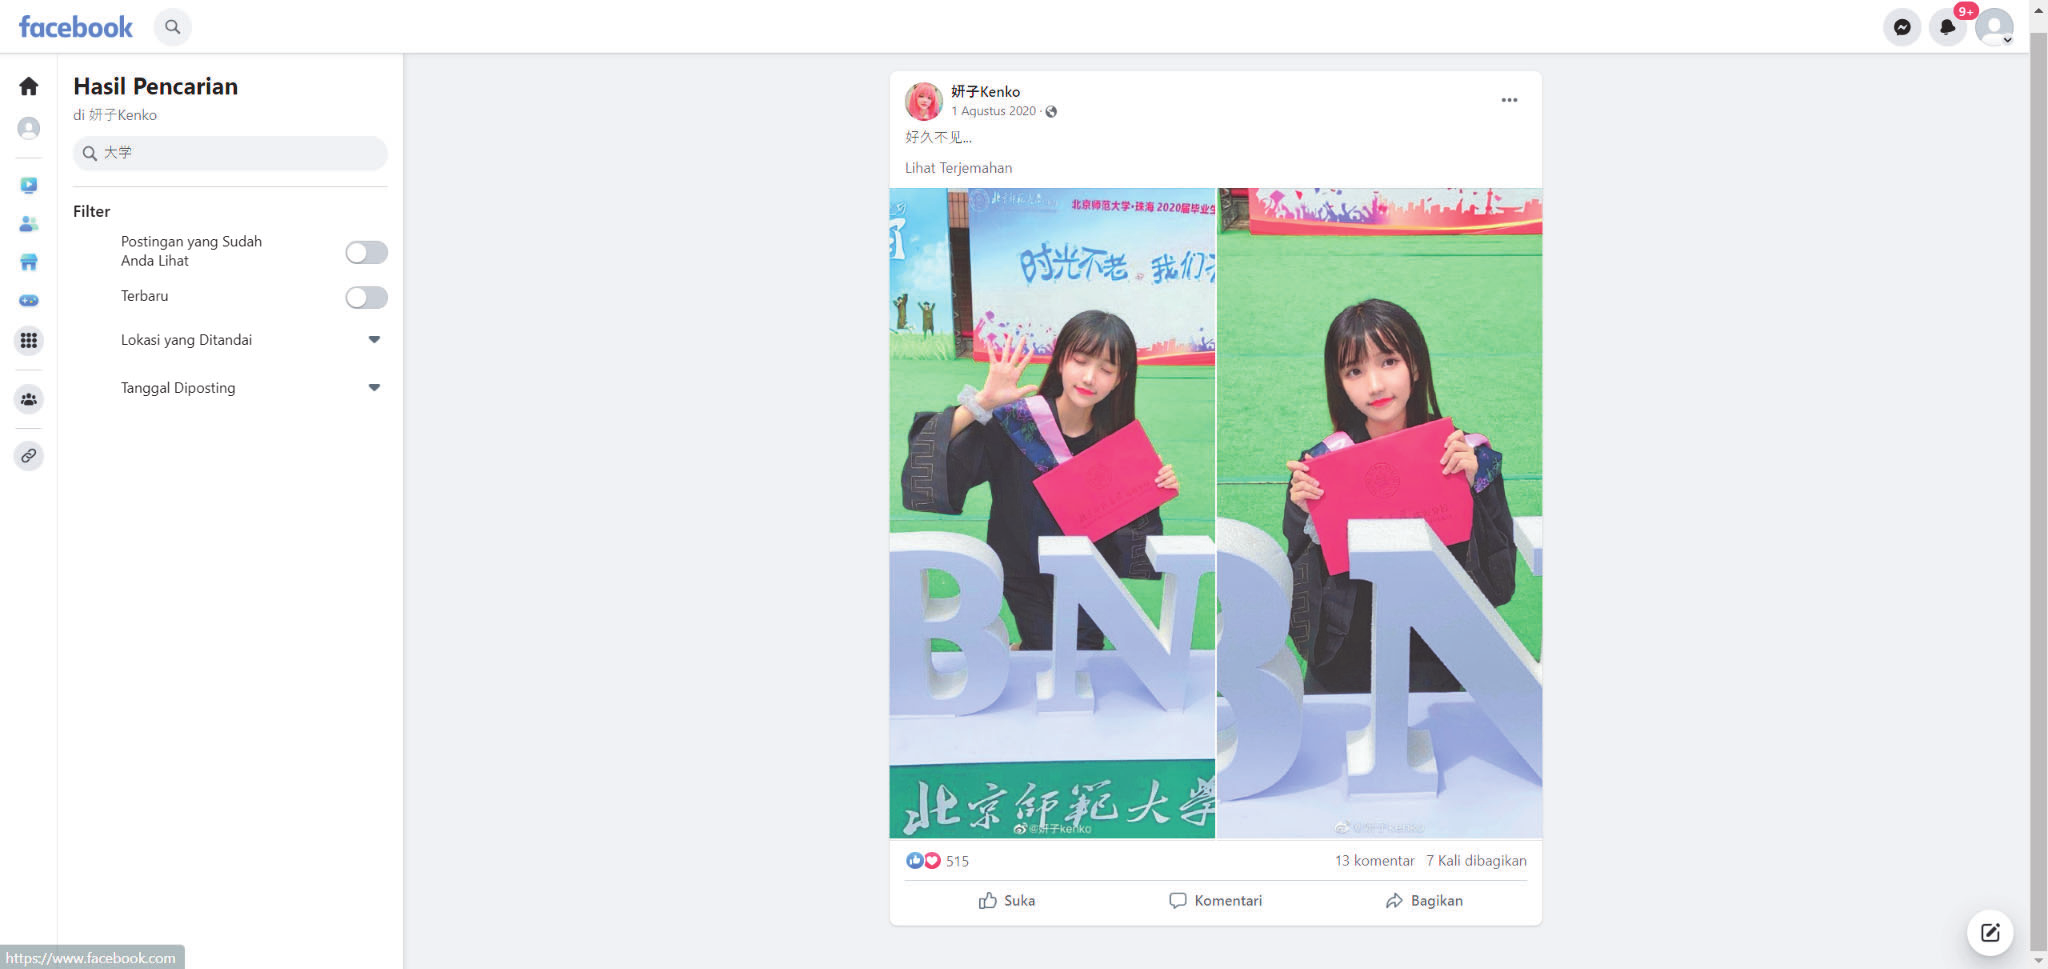 facebook
9+
Hasil Pencarian
di 妍子Kenko
大学
Filter
Postingan yang Sudah
Anda Lihat
Terbaru
Lokasi yang Ditandai
Tanggal Diposting
妍子Kenko
1 Agustus 2020 ·
好久不见...
Lihat Terjemahan
北京师范大学·珠海 2020届毕业生
时光不老。我们
BN
北京師範大學
@妍子kenko
BN
@妍子kenko
515
13 komentar 7 Kali dibagikan
Suka
Komentari
Bagikan
https://www.facebook.com